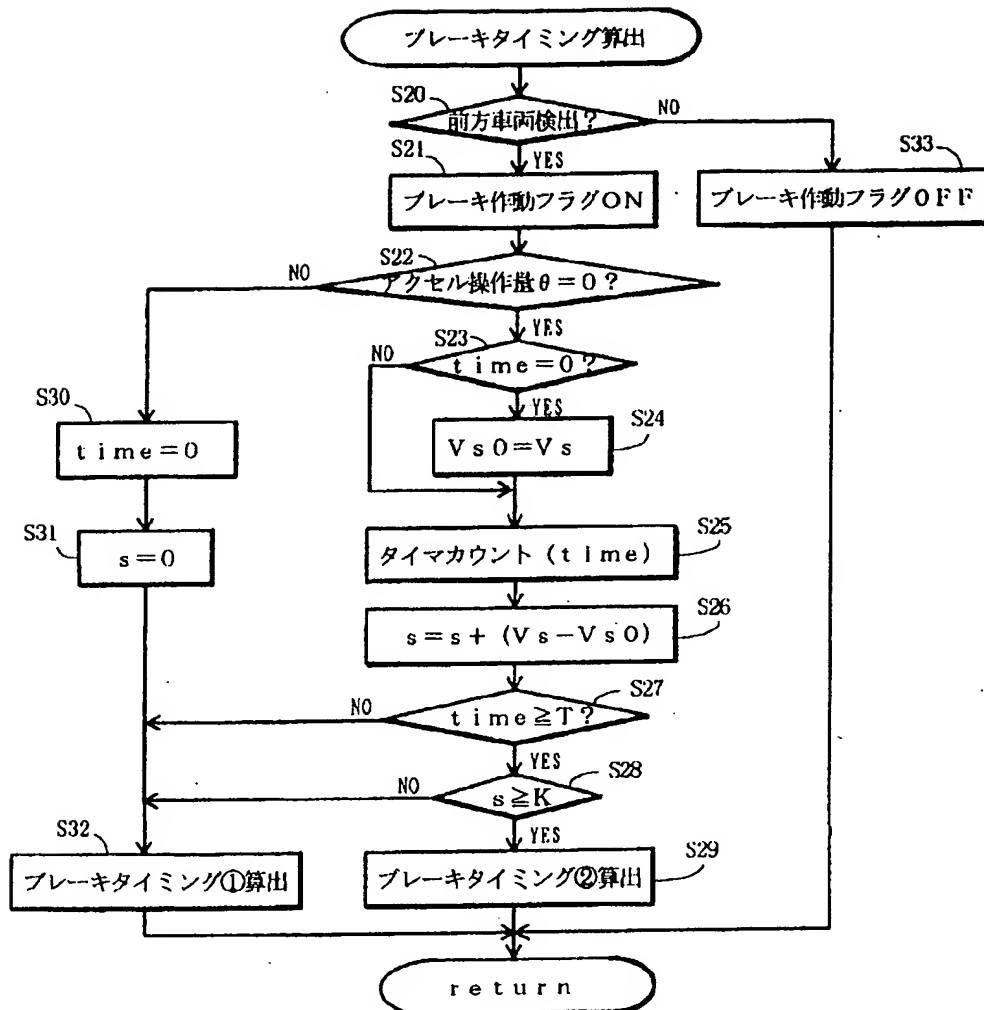 ブレーキタイミング算出
S20
前方車両検出?
NO
YES
S21
ブレーキ作動フラグON
S33
ブレーキ作動フラグOFF
S22
アクセル操作量θ=0?
NO
YES
S23
time=0?
NO
YES
S24
Vs0=Vs
S30
time=0
S31
s=0
S25
タイマカウント(time)
S26
s=s+(Vs-Vs0)
S27
time≧T?
NO
YES
S28
s≧K
NO
YES
S32
ブレーキタイミング①算出
S29
ブレーキタイミング②算出
return